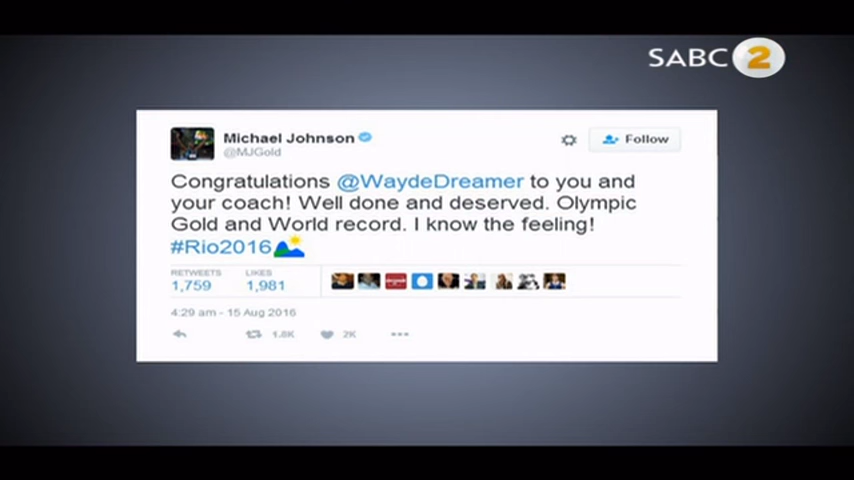 SABC 2
Michael Johnson
@MJGold
Follow
Congratulations @WaydeDreamer to you and
your coach! Well done and deserved. Olympic
Gold and World record. I know the feeling!
#Rio2016
RETWEETS LIKES
1,759 1,981
4:29 am - 15 Aug 2016
1.8K 2K